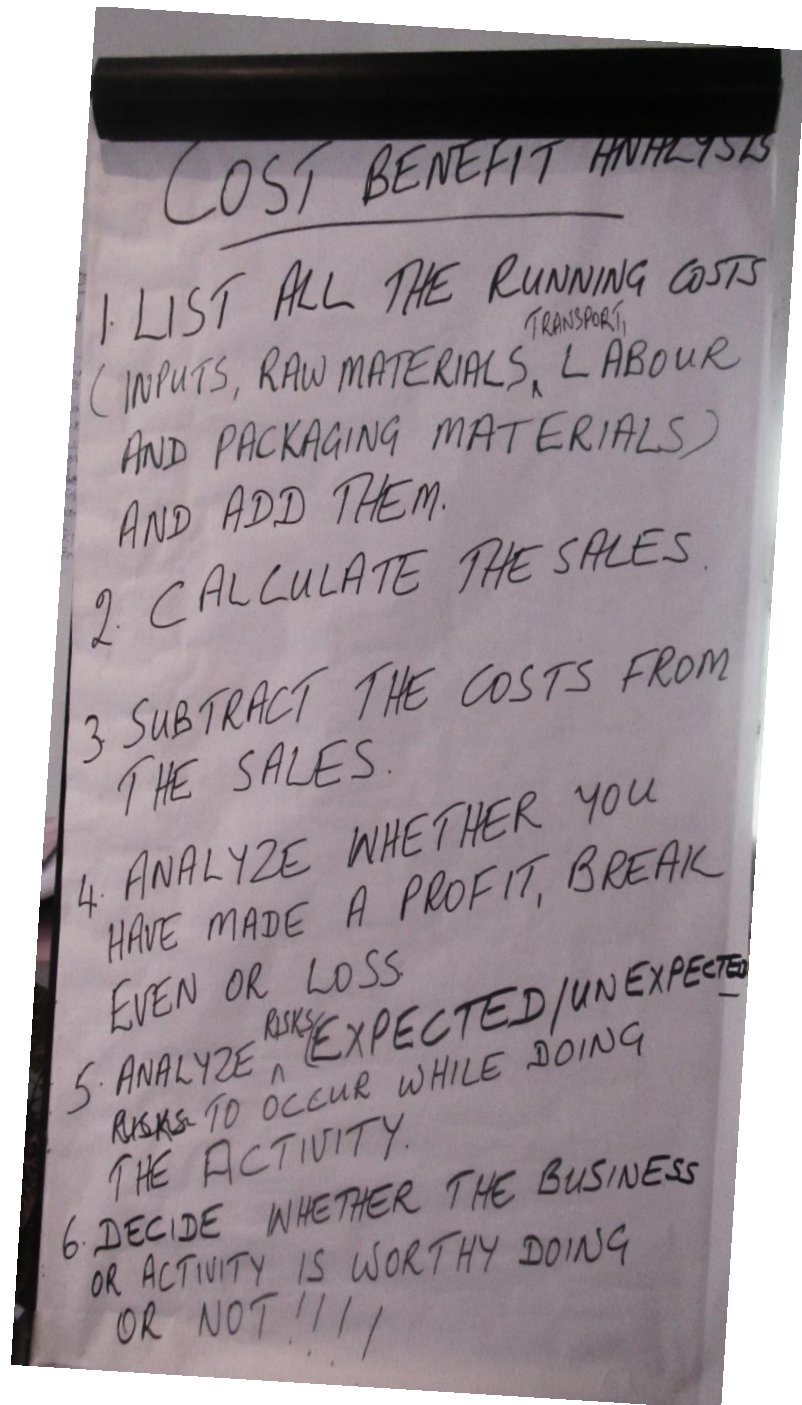 COST BENEFIT ANALYSIS
1. LIST ALL THE RUNNING COSTS
(INPUTS, RAW MATERIALS, TRANSPORT, LABOUR
AND PACKAGING MATERIALS)
AND ADD THEM.
2. CALCULATE THE SALES.
3 SUBTRACT THE COSTS FROM
THE SALES.
4. ANALYZE WHETHER YOU
HAVE MADE A PROFIT, BREAK
EVEN OR LOSS
5. ANALYZE RISKS (EXPECTED/UNEXPECTED
RISKS TO OCCUR WHILE DOING
THE ACTIVITY.
6. DECIDE WHETHER THE BUSINESS
OR ACTIVITY IS WORTHY DOING
OR NOT!!!!